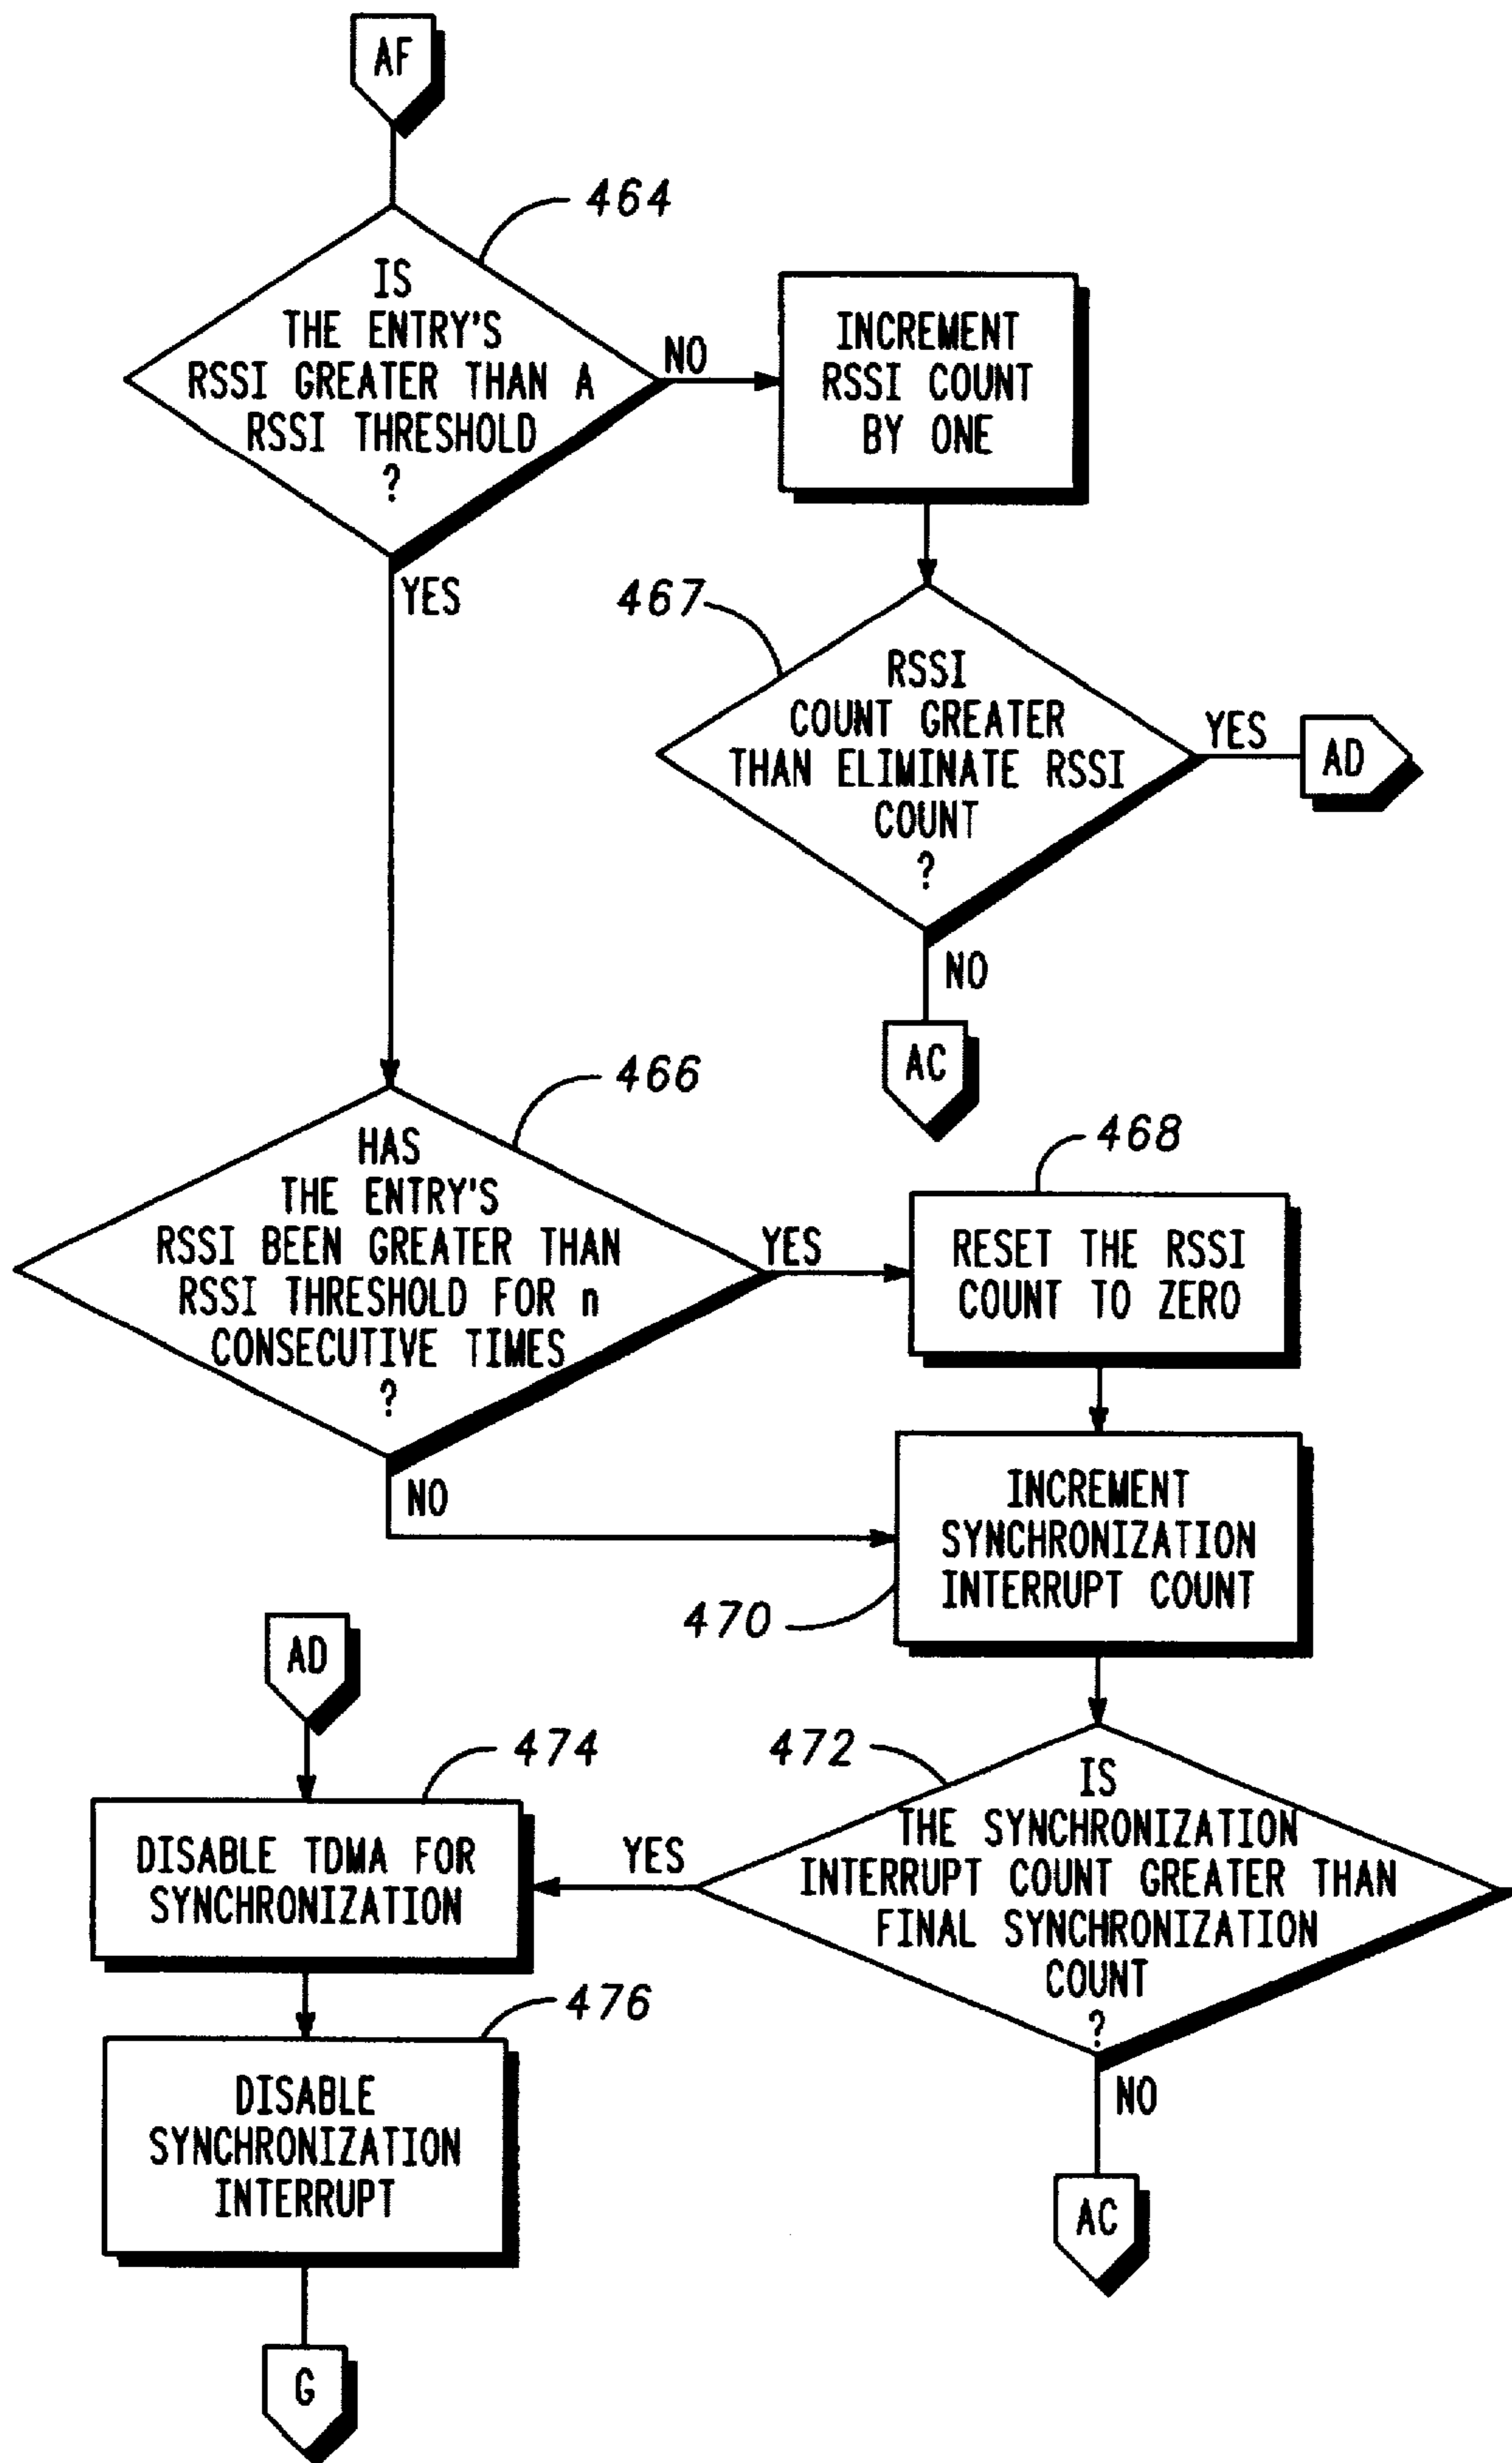 AF
464
IS
THE ENTRY'S
RSSI GREATER THAN A
RSSI THRESHOLD
?
NO
INCREMENT
RSSI COUNT
BY ONE
YES
467
RSSI
COUNT GREATER
THAN ELIMINATE RSSI
COUNT
?
YES
AD
NO
AC
466
HAS
THE ENTRY'S
RSSI BEEN GREATER THAN
RSSI THRESHOLD FOR n
CONSECUTIVE TIMES
?
YES
468
RESET THE RSSI
COUNT TO ZERO
NO
INCREMENT
SYNCHRONIZATION
INTERRUPT COUNT
470
AD
474
DISABLE TDMA FOR
SYNCHRONIZATION
YES
472
IS
THE SYNCHRONIZATION
INTERRUPT COUNT GREATER THAN
FINAL SYNCHRONIZATION
COUNT
?
476
DISABLE
SYNCHRONIZATION
INTERRUPT
NO
AC
G